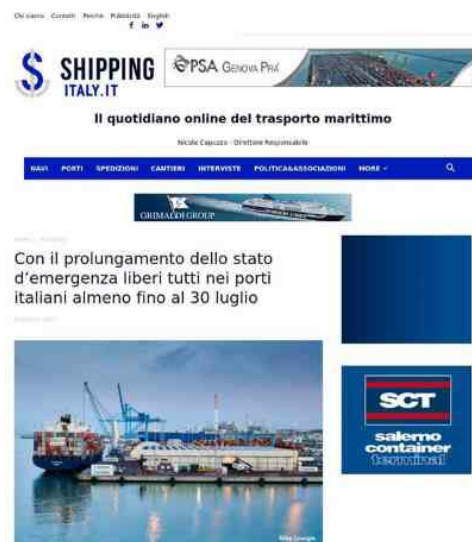 Chi siamo Contatti Perché Pubblicità English
SHIPPING
ITALY.IT
PSA GENOVA PRA'
Il quotidiano online del trasporto marittimo
Nicola Capuzzo - Direttore Responsabile
NAVI PORTI SPEDIZIONI CANTIERI INTERVISTE POLITICA&ASSOCIAZIONI MORE
GRIMALDI GROUP
Con il prolungamento dello stato
d'emergenza liberi tutti nei porti
italiani almeno fino al 30 luglio
SCT
salerno
container
terminal